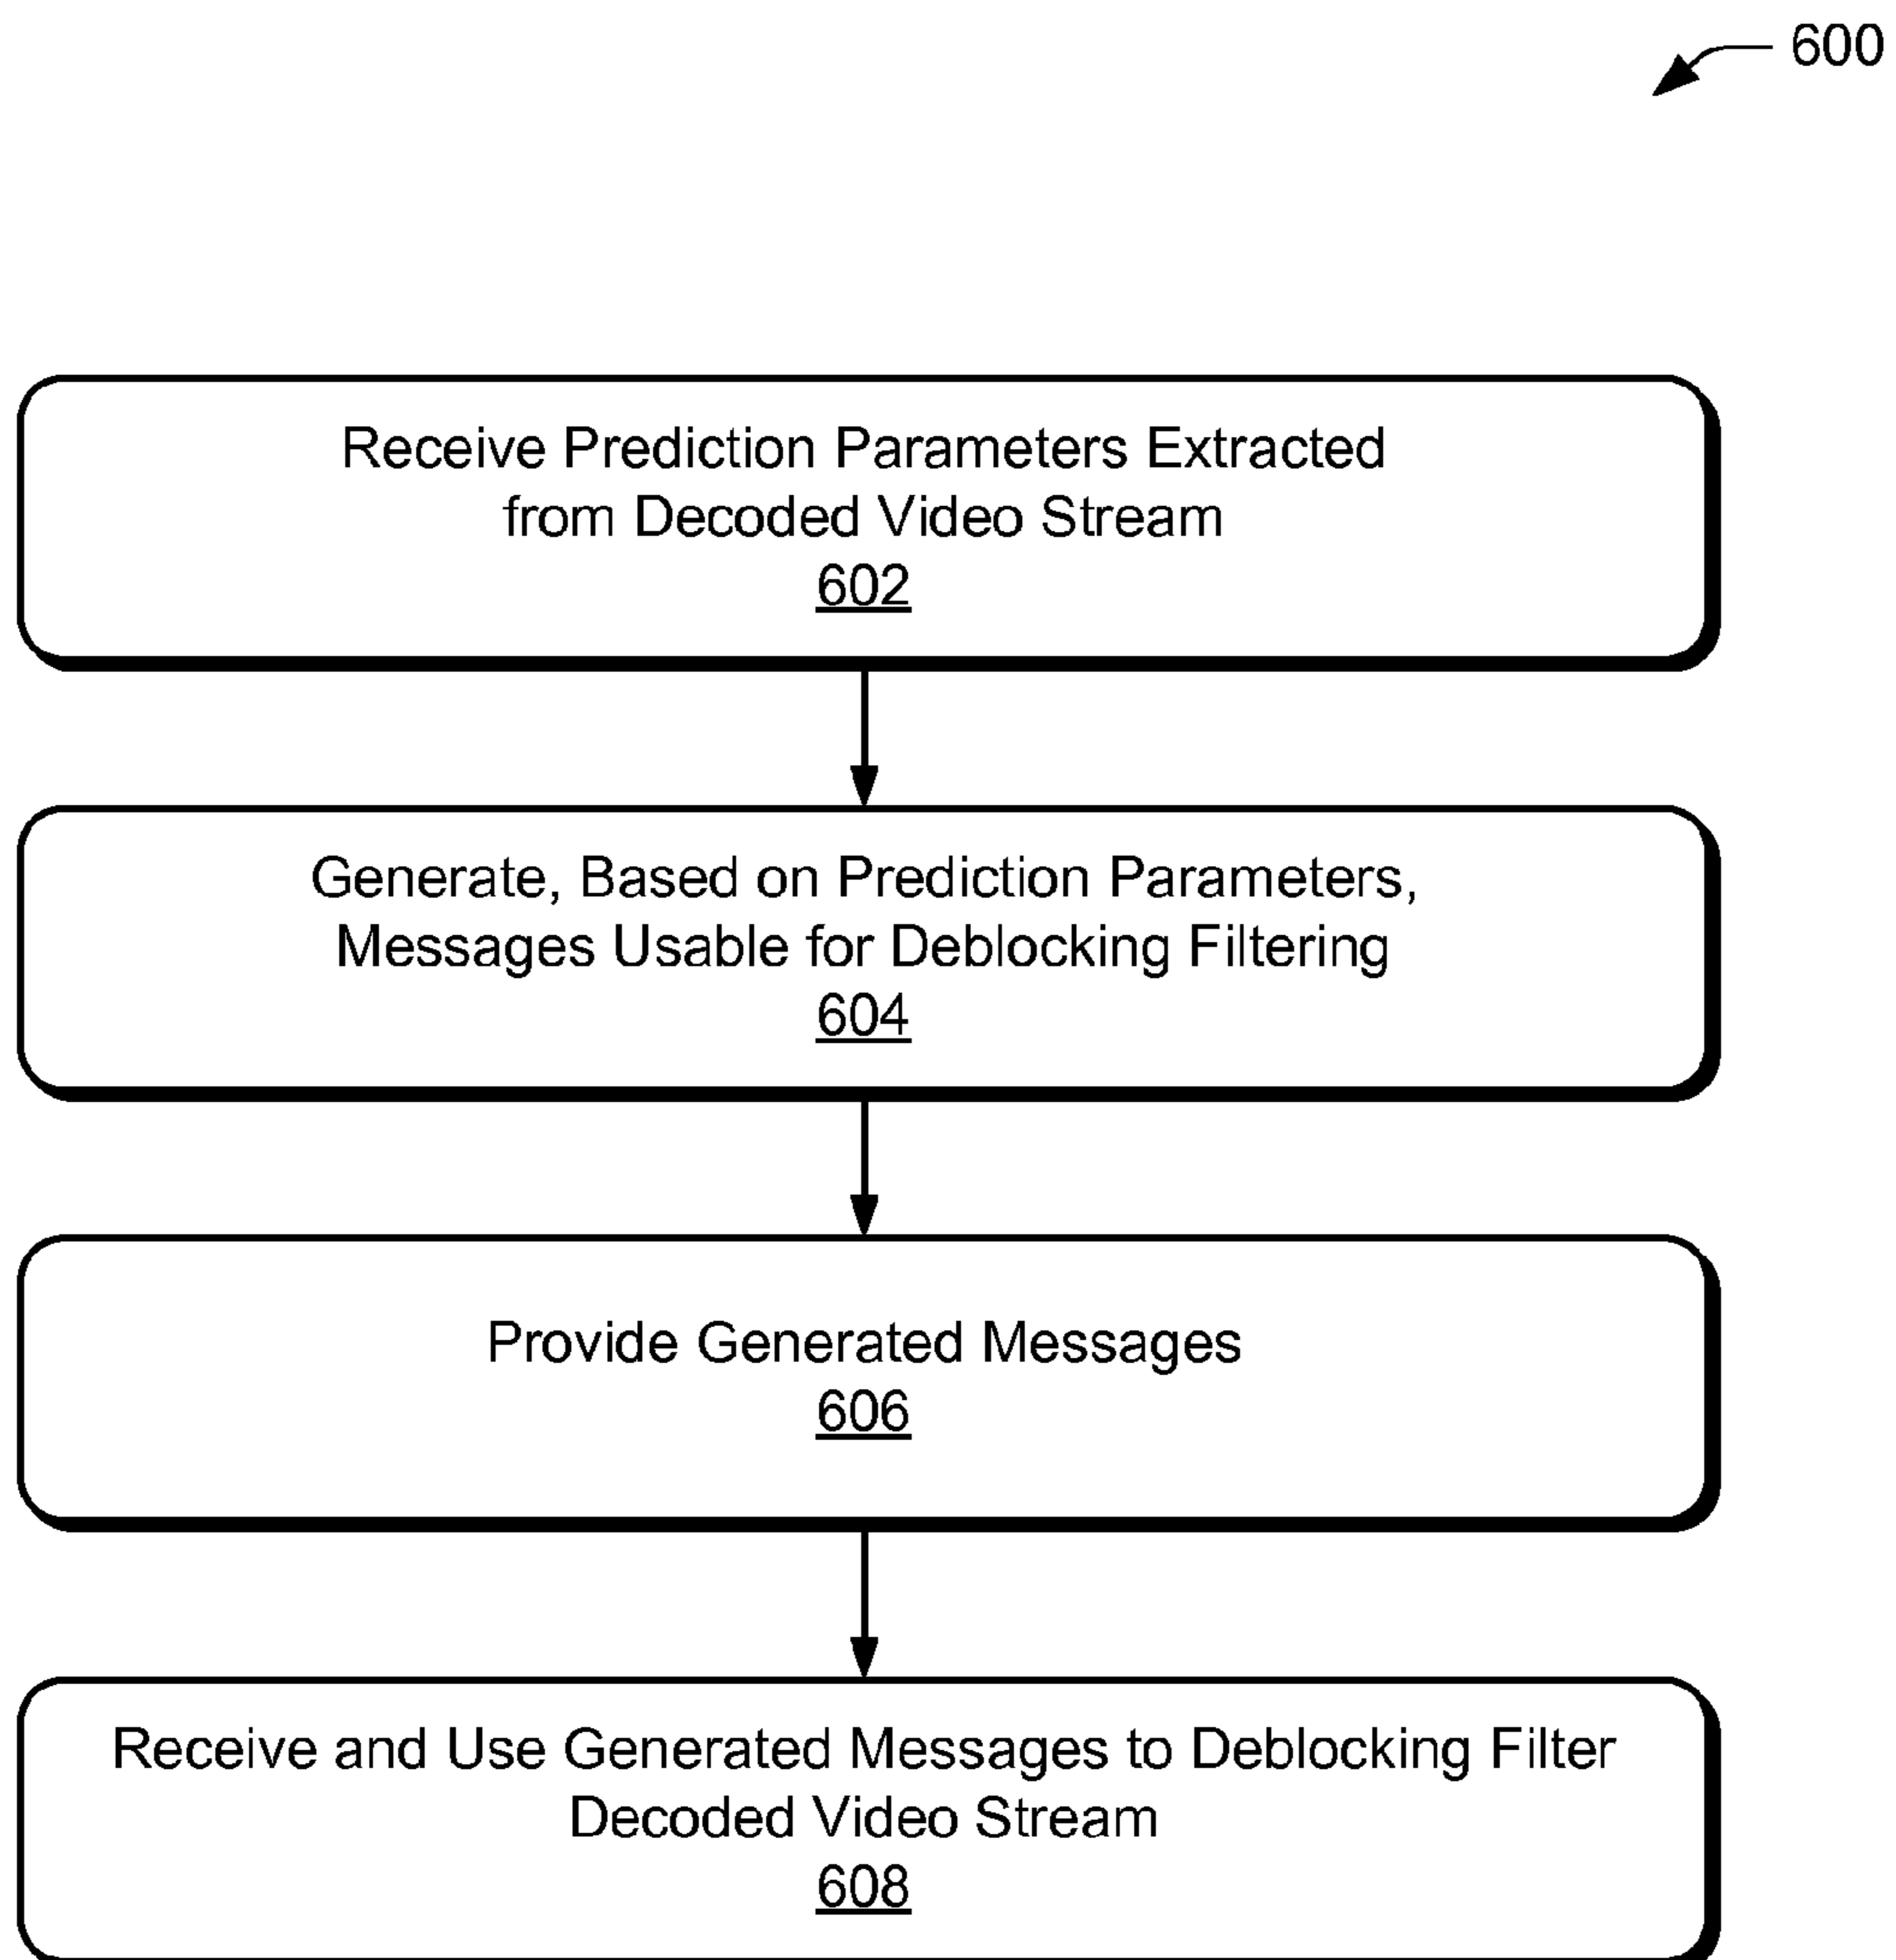 600
Receive Prediction Parameters Extracted
from Decoded Video Stream
602
Generate, Based on Prediction Parameters,
Messages Usable for Deblocking Filtering
604
Provide Generated Messages
606
Receive and Use Generated Messages to Deblocking Filter
Decoded Video Stream
608